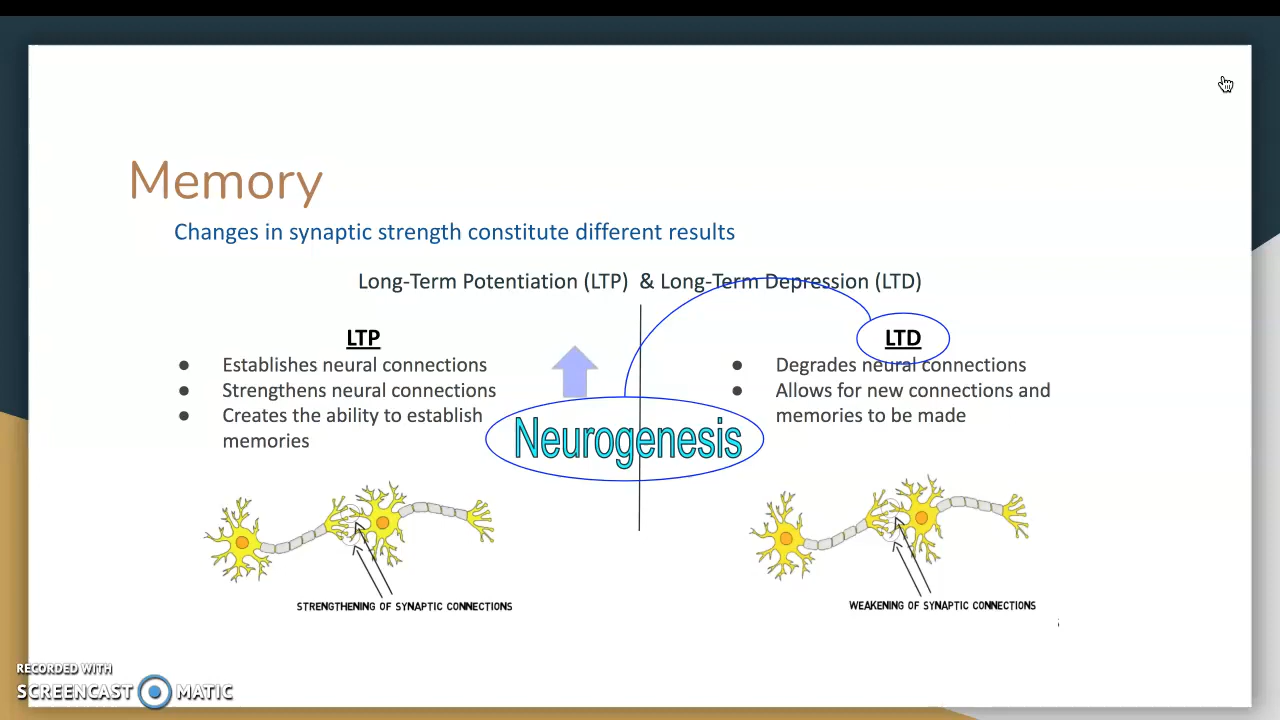 Memory
Changes in synaptic strength constitute different results
Long-Term Potentiation (LTP) & Long-Term Depression (LTD)
LTP
● Establishes neural connections
● Strengthens neural connections
● Creates the ability to establish
memories
LTD
● Degrades neural connections
● Allows for new connections and
memories to be made
Neurogenesis
STRENGTHENING OF SYNAPTIC CONNECTIONS
WEAKENING OF SYNAPTIC CONNECTIONS
RECORDED WITH
SCREENCAST MATIC